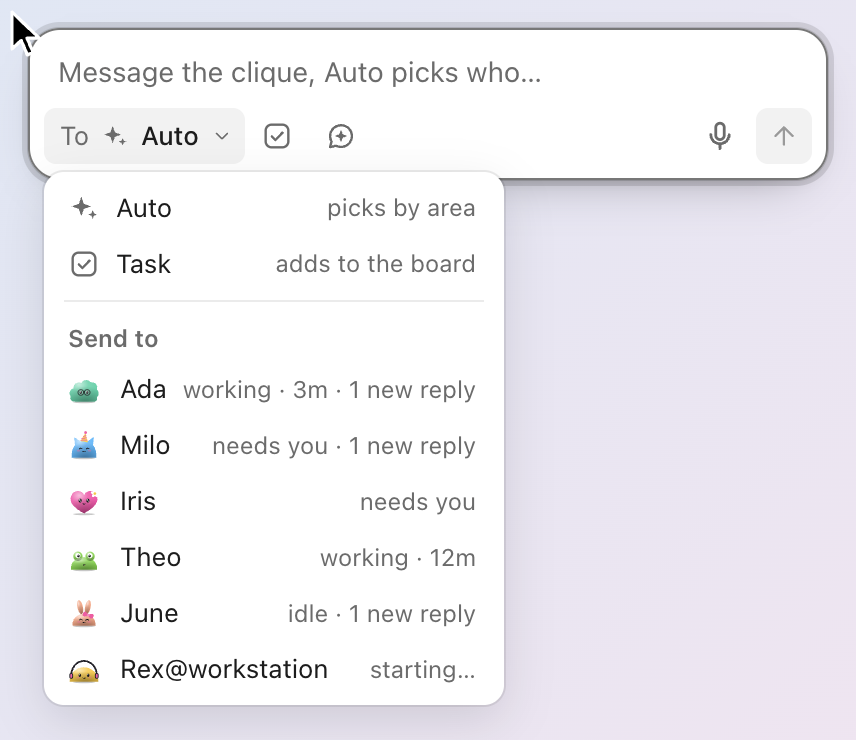 Message the clique, Auto picks who...
To Auto
Auto picks by area
Task adds to the board
Send to
Ada working · 3m · 1 new reply
Milo needs you · 1 new reply
Iris needs you
Theo working · 12m
June idle · 1 new reply
Rex@workstation starting...